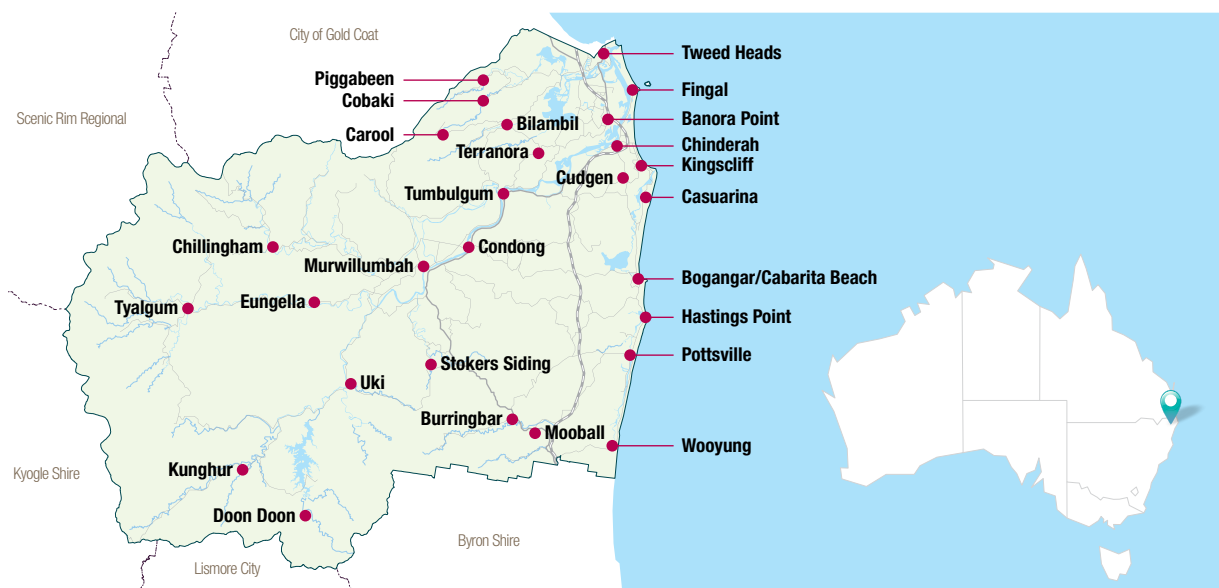 City of Gold Coat
Tweed Heads
Piggabeen
Fingal
Cobaki
Scenic Rim Regional
Banora Point
Bilambil
Carool
Chinderah
Terranora
Kingscliff
Cudgen
Tumbulgum
Casuarina
Chillingham
Condong
Murwillumbah
Bogangar/Cabarita Beach
Eungella
Tyalgum
Hastings Point
Pottsville
Stokers Siding
Uki
Burringbar
Mooball
Wooyung
Kunghur
Kyogle Shire
Doon Doon
Byron Shire
Lismore City